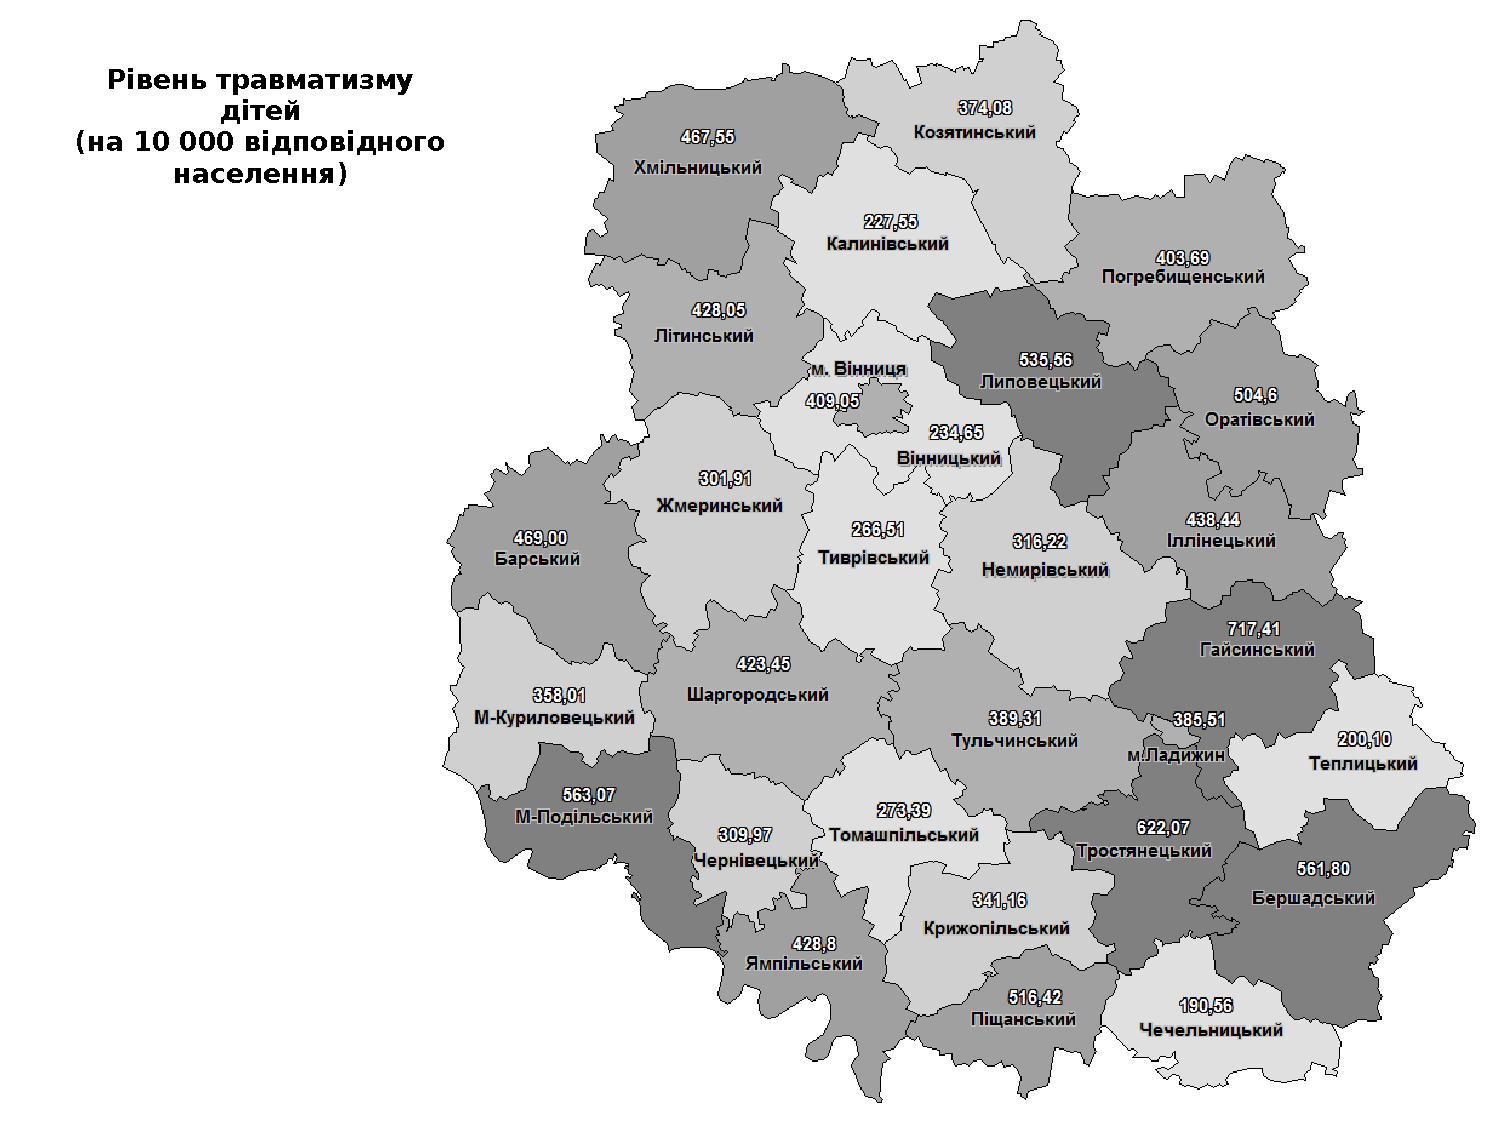 Рівень травматизму
дітей
(на 10 000 відповідного
населення)
374,08
Козятинський
467,55
Хмільницький
227,55
Калинівський
403,69
Погребищенський
428,05
Літинський
535,56
Липовецький
м. Вінниця
409,05
504,6
Оратівський
234,65
Вінницький
301,91
Жмеринський
469,00
Барський
266,51
Тиврівський
316,22
Немирівський
438,44
Іллінецький
717,41
Гайсинський
423,45
Шаргородський
358,01
М-Куриловецький
389,31
Тульчинський
385,51
м.Ладижин
200,10
Теплицький
563,07
М-Подільський
273,39
Томашпільський
309,97
Чернівецький
622,07
Тростянецький
561,80
Бершадський
341,16
Крижопільський
428,8
Ямпільський
516,42
Піщанський
190,56
Чечельницький